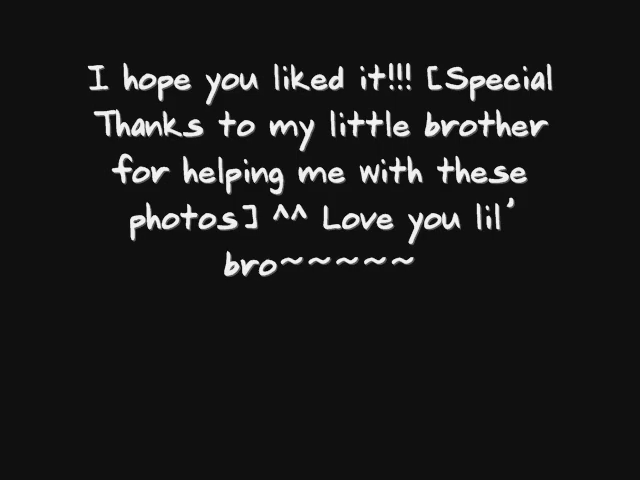 I hope you liked it!!! [Special
Thanks to my little brother
for helping me with these
photos] ^^ Love you lil'
bro~~~~~